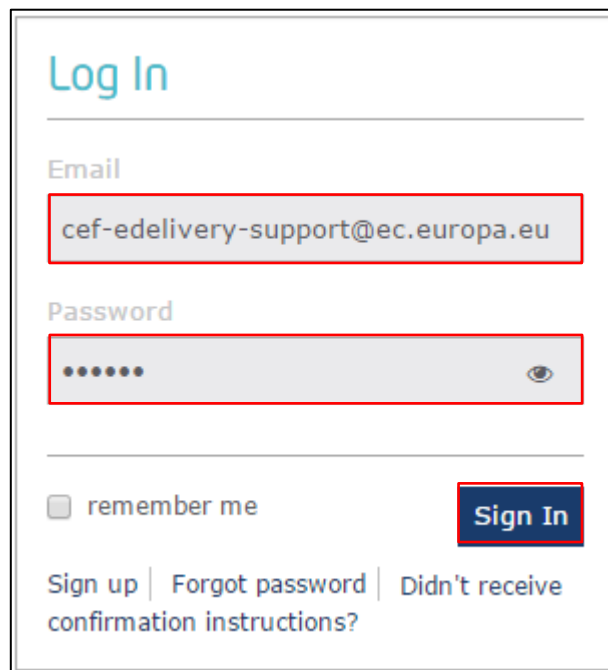 Log In
Email
cef-edelivery-support@ec.europa.eu
Password
••••••
remember me
Sign In
Sign up | Forgot password | Didn't receive
confirmation instructions?